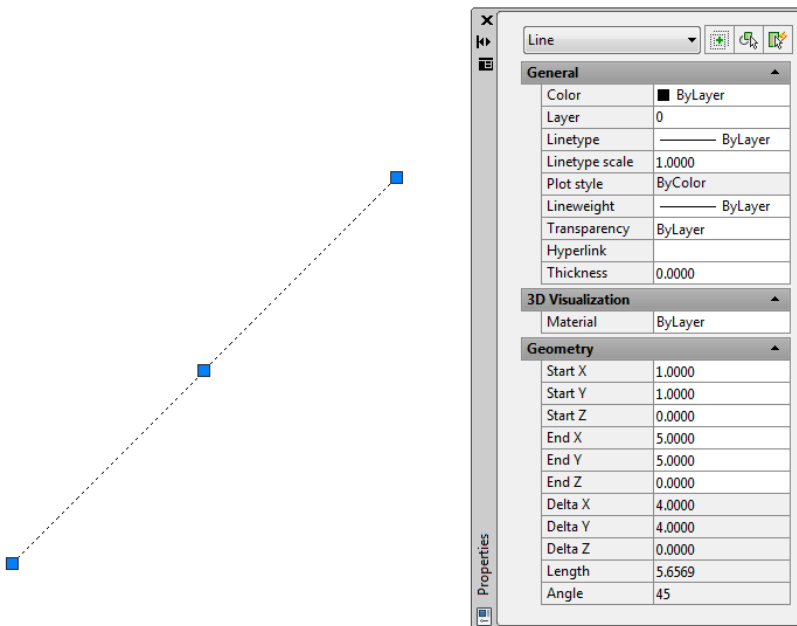 Line
General
Color ByLayer
Layer 0
Linetype ByLayer
Linetype scale 1.0000
Plot style ByColor
Lineweight ByLayer
Transparency ByLayer
Hyperlink
Thickness 0.0000
3D Visualization
Material ByLayer
Geometry
Start X 1.0000
Start Y 1.0000
Start Z 0.0000
End X 5.0000
End Y 5.0000
End Z 0.0000
Delta X 4.0000
Delta Y 4.0000
Delta Z 0.0000
Length 5.6569
Angle 45
Properties